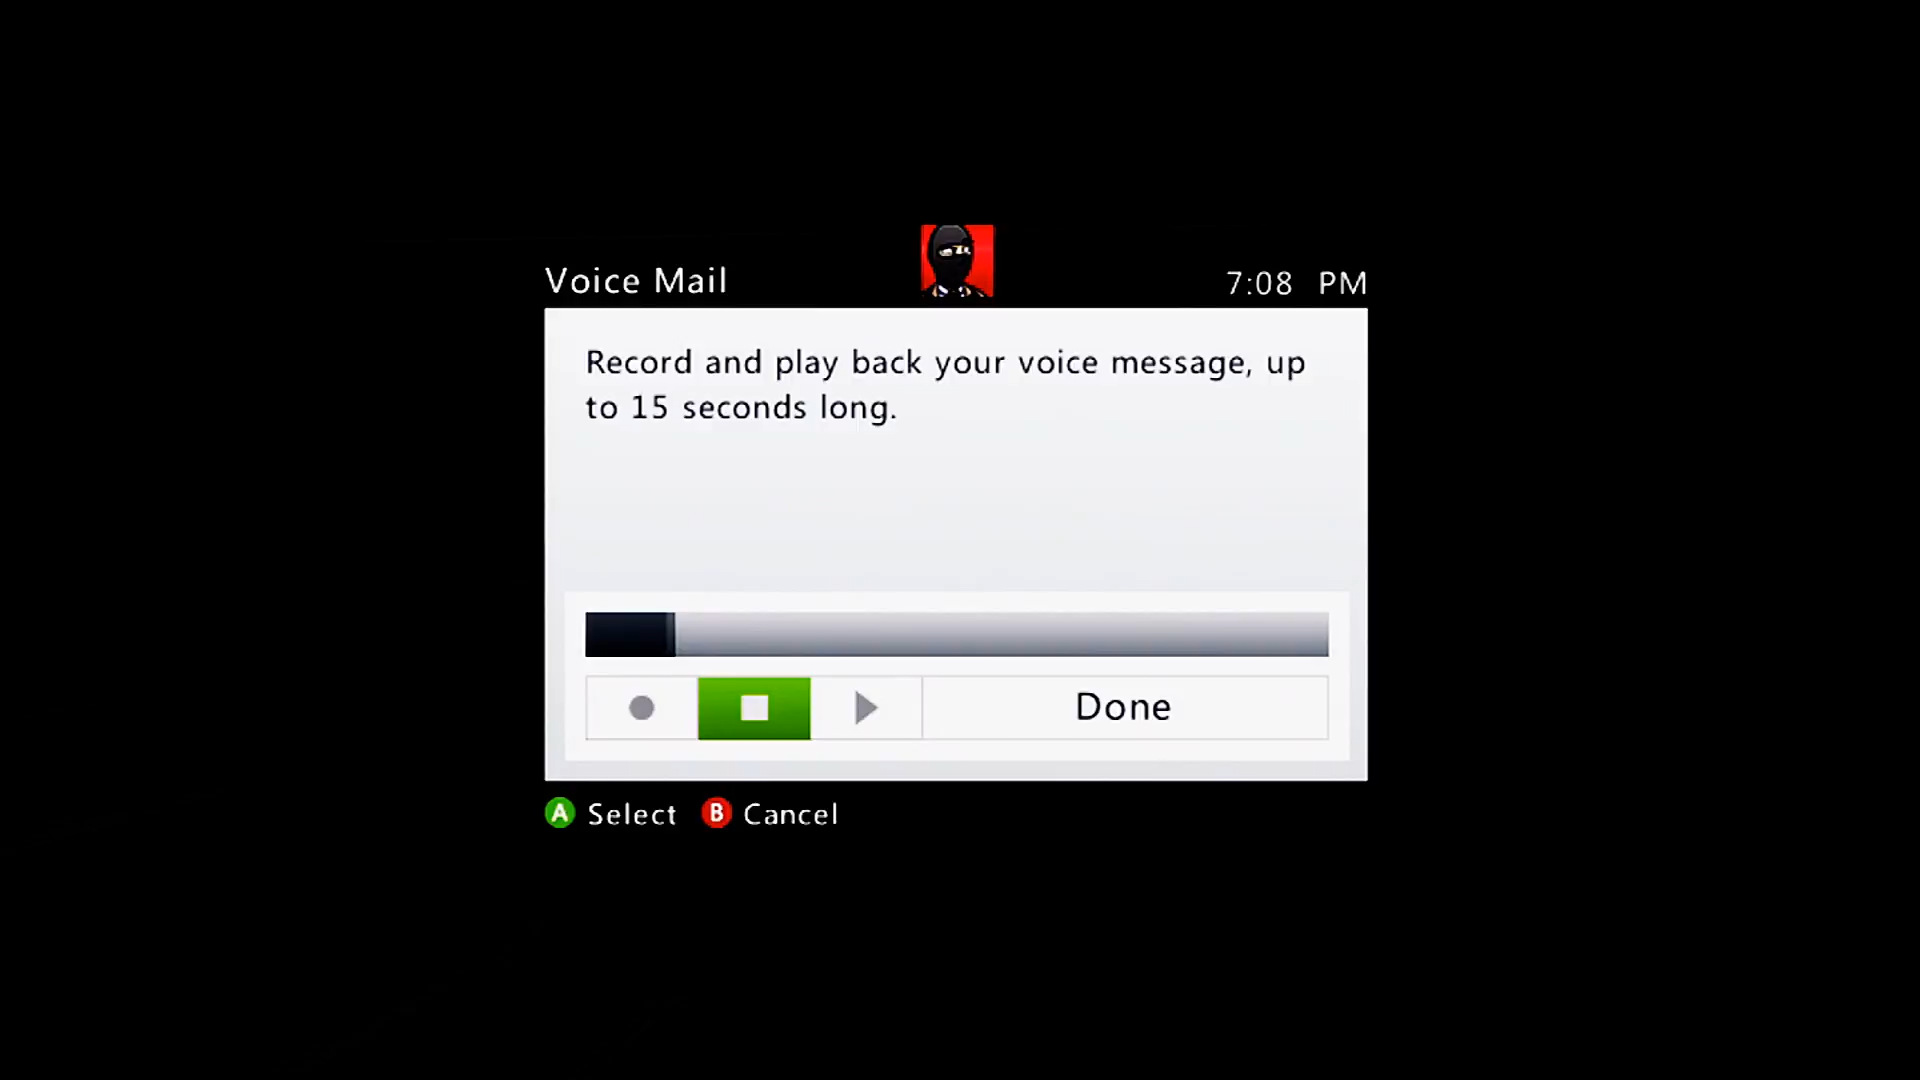 Voice Mail
7:08 PM
Record and play back your voice message, up
to 15 seconds long.
Done
A Select B Cancel